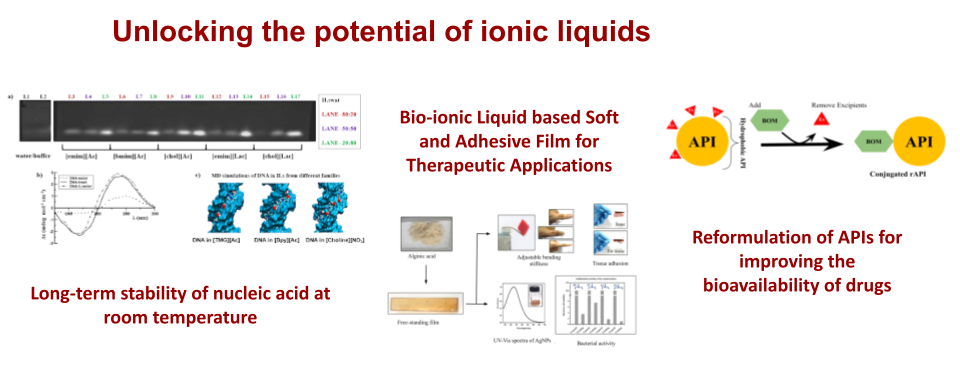 Unlocking the potential of ionic liquids
a)
L1 L2 L3 L4 L5 L6 L7 L8 L9 L10 L11 L12 L13 L14 L15 L16 L17
IL:wat
LANE 80:20
LANE 50:50
LANE 20:80
water/buffer [emim][Ac] [bmim][Ac] [chol][Ac] [emim][Lac] [chol][Lac]
b)
λ (nm)
c)
MD simulations of DNA in ILs from different families
DNA in [TMG][Ac] DNA in [Bpy][Ac] DNA in [Choline][NO₃]
Long-term stability of nucleic acid at
room temperature
Bio-ionic Liquid based Soft
and Adhesive Film for
Therapeutic Applications
Alginic acid
Adjustable bending
stiffness
Tissue adhesion
Free-standing film
UV-Vis spectra of AgNPs
Bacterial activity
API
Hydrophobic API
Add
BOM
Remove Excipients
BOM
API
Conjugated rAPI
Reformulation of APIs for
improving the
bioavailability of drugs